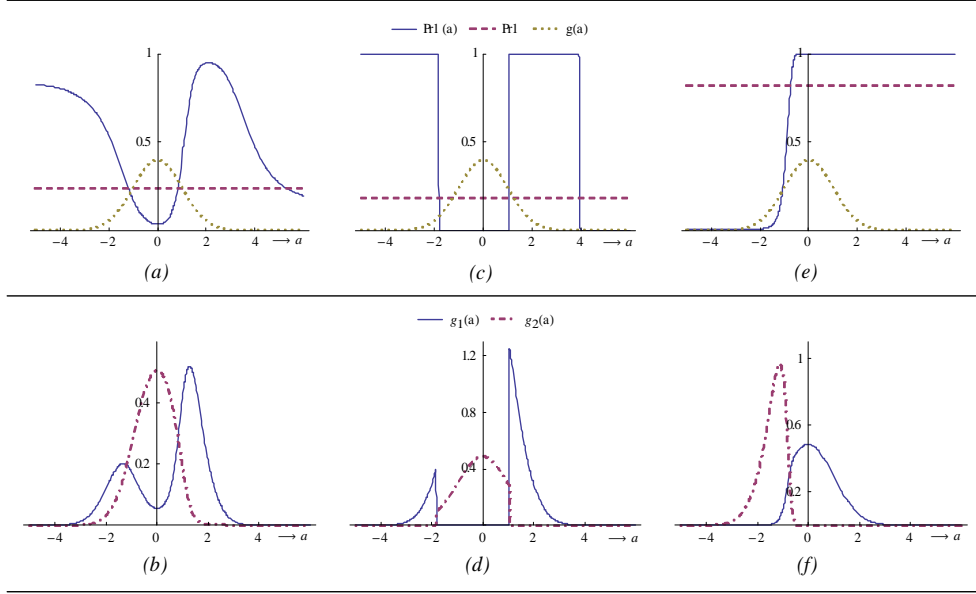 Pr1 (a) Pr1 g(a)
1 1 1
0.5 0.5 0.5
−4 −2 0 2 4 → a −4 −2 0 2 4 → a −4 −2 0 2 4 → a
(a) (c) (e)
g1(a) g2(a)
0.4 0.2 1.2 0.8 0.4 1 0.6 0.2
−4 −2 0 2 4 → a −4 −2 0 2 4 → a −4 −2 0 2 4 → a
(b) (d) (f)